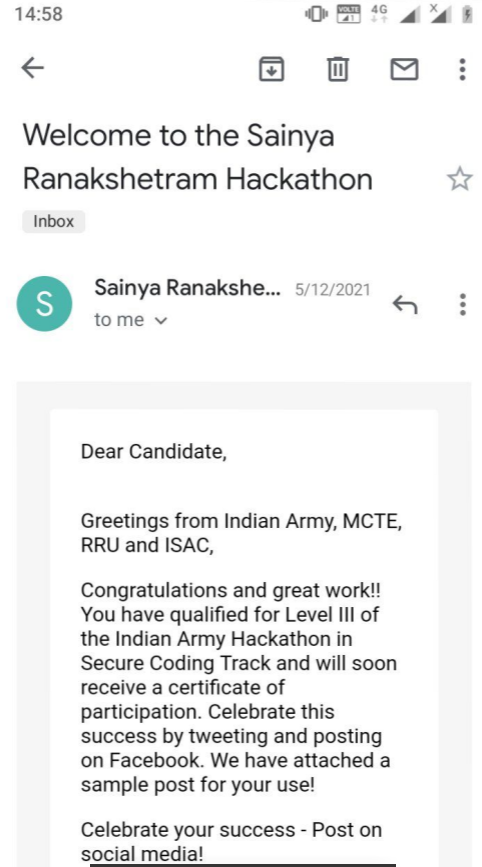 14:58
VOLTE
4G
Welcome to the Sainya
Ranakshetram Hackathon
Inbox
S
Sainya Ranakshe... 5/12/2021
to me
Dear Candidate,
Greetings from Indian Army, MCTE,
RRU and ISAC,
Congratulations and great work!!
You have qualified for Level III of
the Indian Army Hackathon in
Secure Coding Track and will soon
receive a certificate of
participation. Celebrate this
success by tweeting and posting
on Facebook. We have attached a
sample post for your use!
Celebrate your success - Post on
social media!